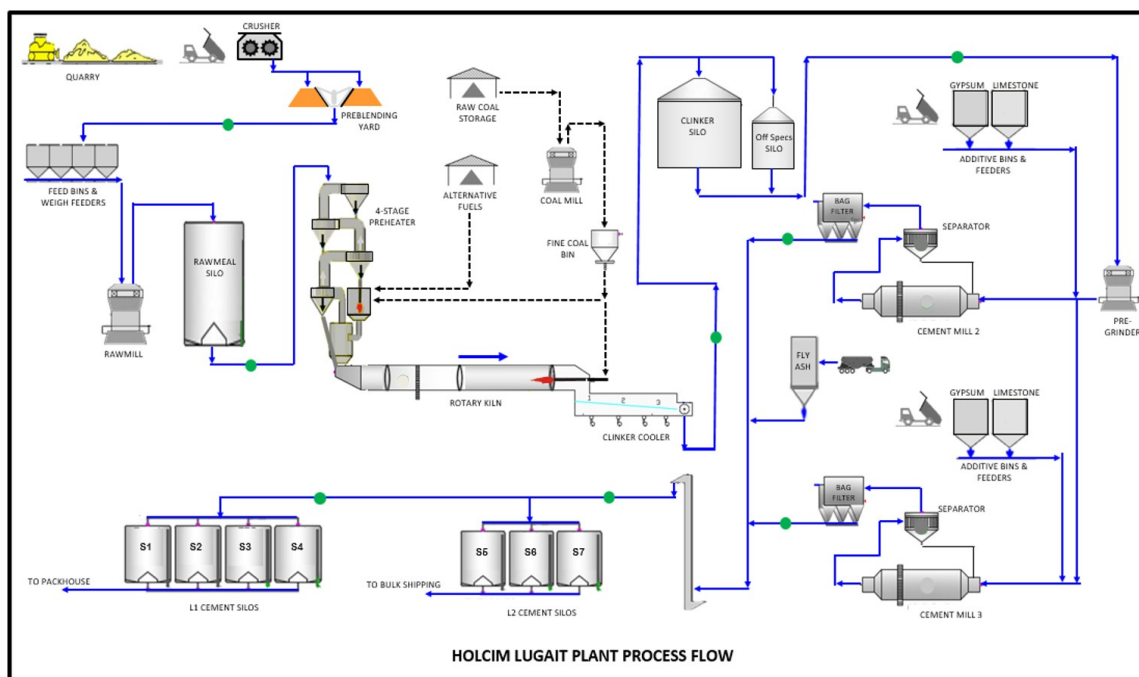 CRUSHER
QUARRY
PREBLENDING
YARD
RAW COAL
STORAGE
COAL MILL
ALTERNATIVE
FUELS
FINE COAL
BIN
FEED BINS &
WEIGH FEEDERS
RAWMILL
RAWMEAL
SILO
4-STAGE
PREHEATER
ROTARY KILN
1 2 3
CLINKER COOLER
CLINKER
SILO
Off Specs
SILO
GYPSUM LIMESTONE
ADDITIVE BINS &
FEEDERS
BAG
FILTER
SEPARATOR
CEMENT MILL 2
PRE-
GRINDER
FLY
ASH
GYPSUM LIMESTONE
ADDITIVE BINS &
FEEDERS
BAG
FILTER
SEPARATOR
CEMENT MILL 3
S1 S2 S3 S4
TO PACKHOUSE
L1 CEMENT SILOS
S5 S6 S7
TO BULK SHIPPING
L2 CEMENT SILOS
HOLCIM LUGAIT PLANT PROCESS FLOW